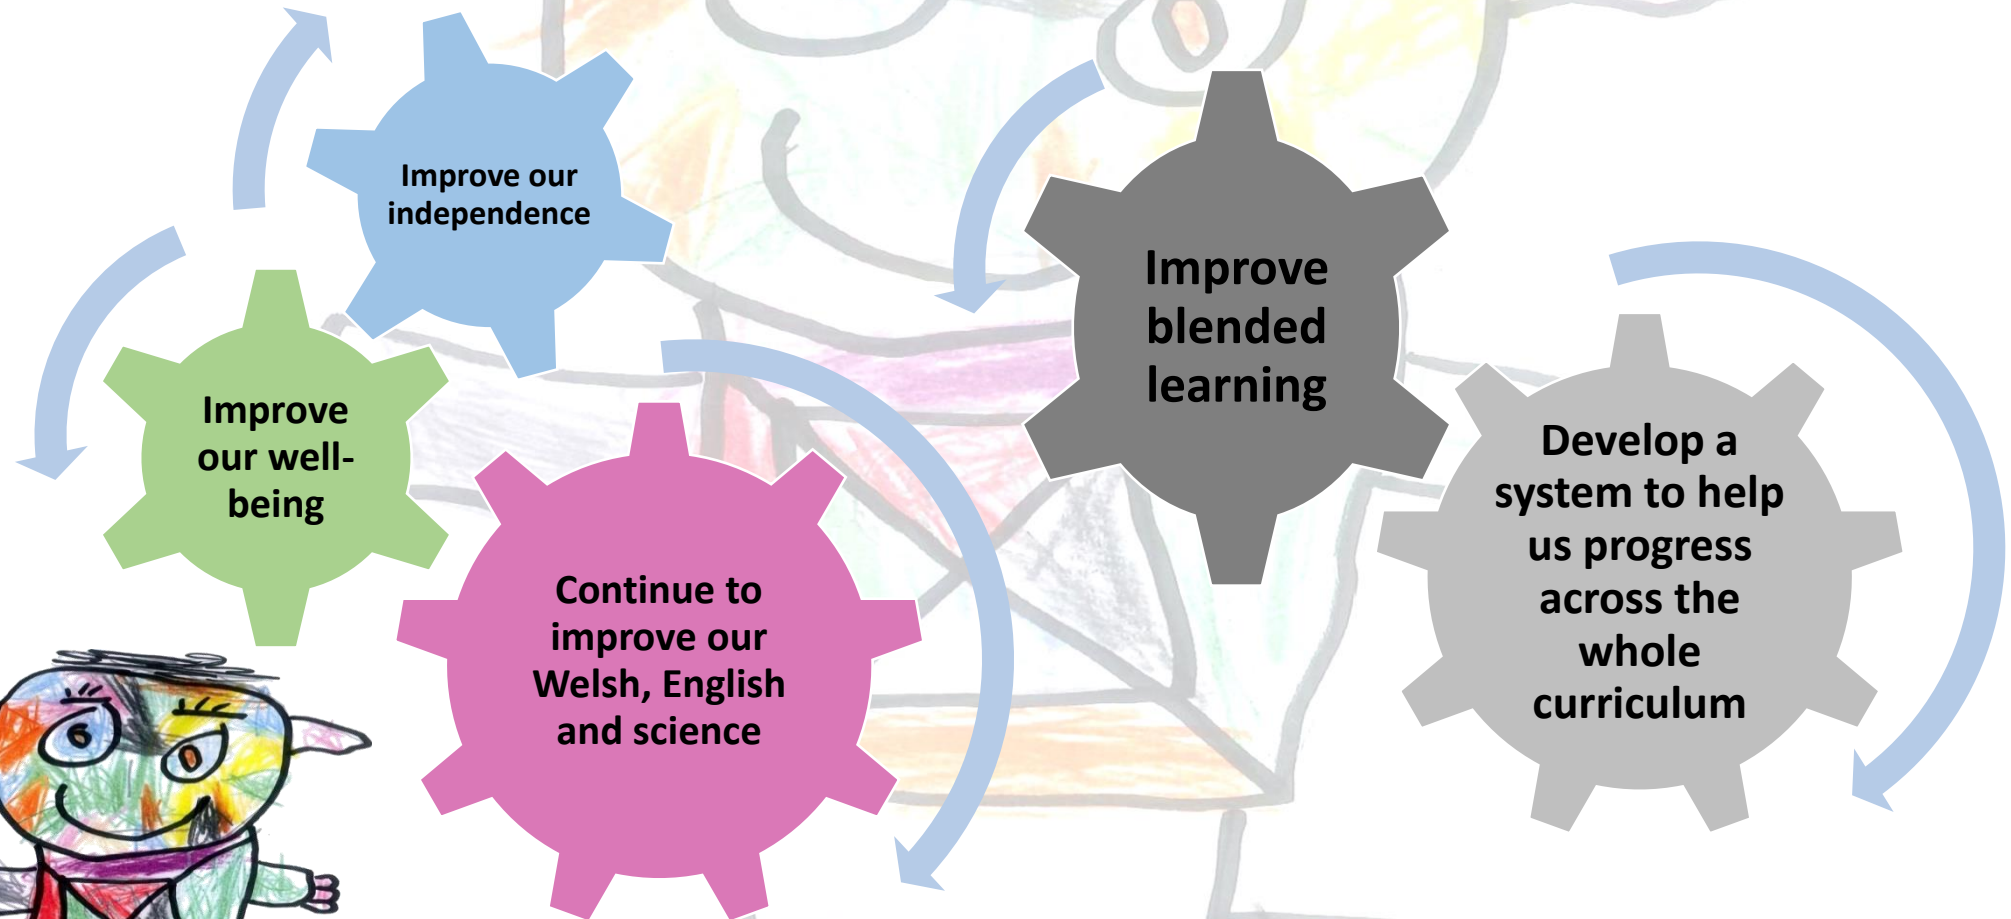 Improve our
independence
Improve
our well-
being
Continue to
improve our
Welsh, English
and science
Improve
blended
learning
Develop a
system to help
us progress
across the
whole
curriculum